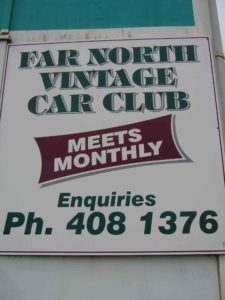 FAR NORTH
VINTAGE
CAR CLUB
MEETS
MONTHLY
Enquiries
Ph. 408 1376